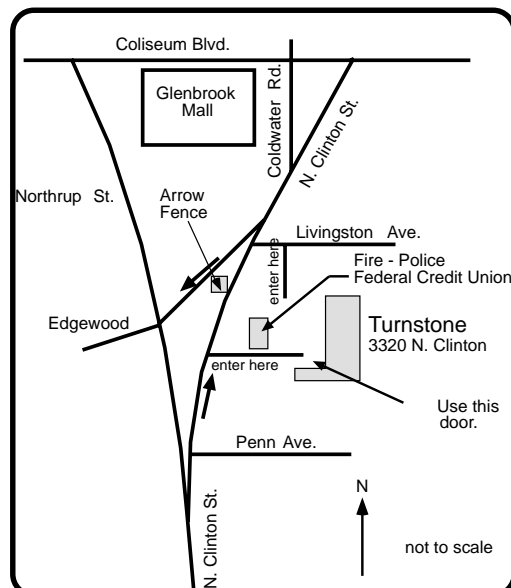 Coliseum Blvd.
Glenbrook
Mall
Coldwater Rd.
N. Clinton St.
Northrup St.
Arrow
Fence
Livingston Ave.
enter here
Fire - Police
Federal Credit Union
Edgewood
Turnstone
3320 N. Clinton
enter here
Use this
door.
Penn Ave.
N
N. Clinton St.
not to scale